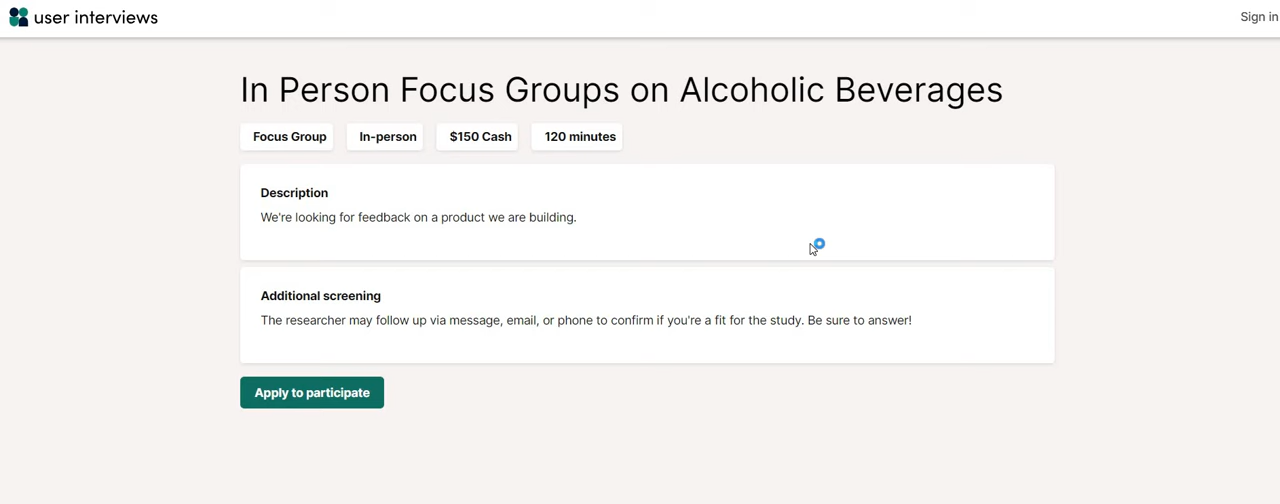 user interviews
Sign in
In Person Focus Groups on Alcoholic Beverages
Focus Group In-person $150 Cash 120 minutes
Description
We're looking for feedback on a product we are building.
Additional screening
The researcher may follow up via message, email, or phone to confirm if you're a fit for the study. Be sure to answer!
Apply to participate